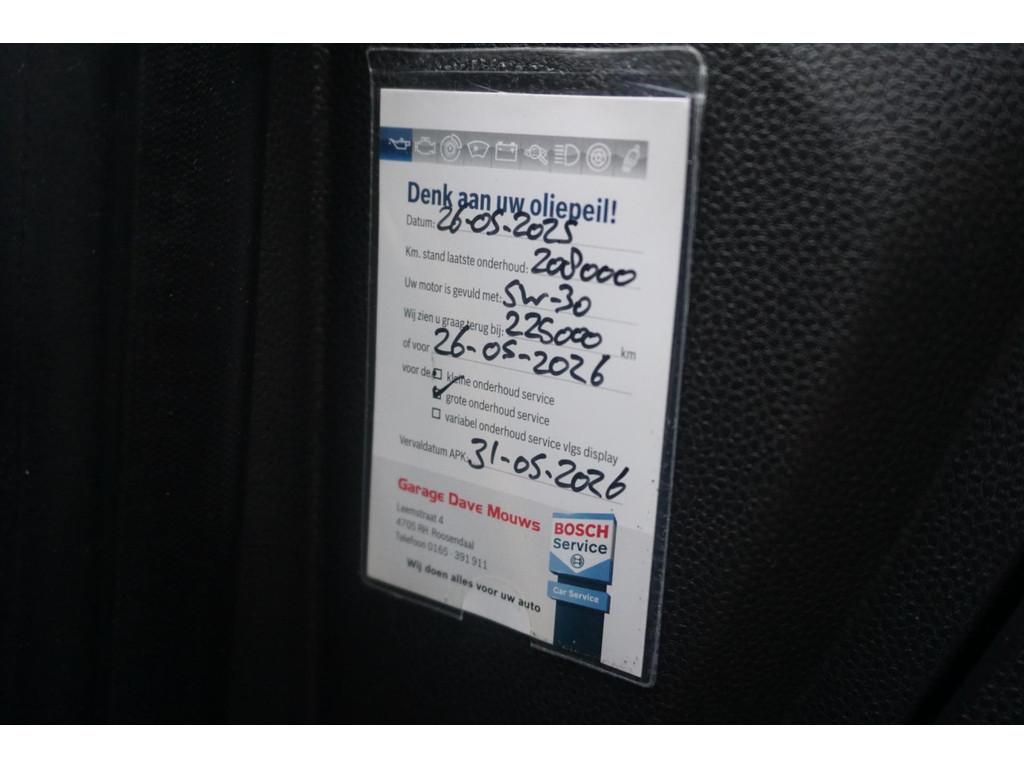 Denk aan uw oliepeil!
Datum: 26-05-2025
Km. stand laatste onderhoud: 208000
Uw motor is gevuld met: 5W-30
Wij zien u graag terug bij: 225000 km
of voor 26-05-2026
voor de: kleine onderhoud service
grote onderhoud service
variabel onderhoud service vlgs display
Vervaldatum APK: 31-05-2026
Garage Dave Mouws
Leemstraat 4
4705 RH Roosendaal
Telefoon 0165 - 391 911
Wij doen alles voor uw auto
BOSCH
Service
Car Service